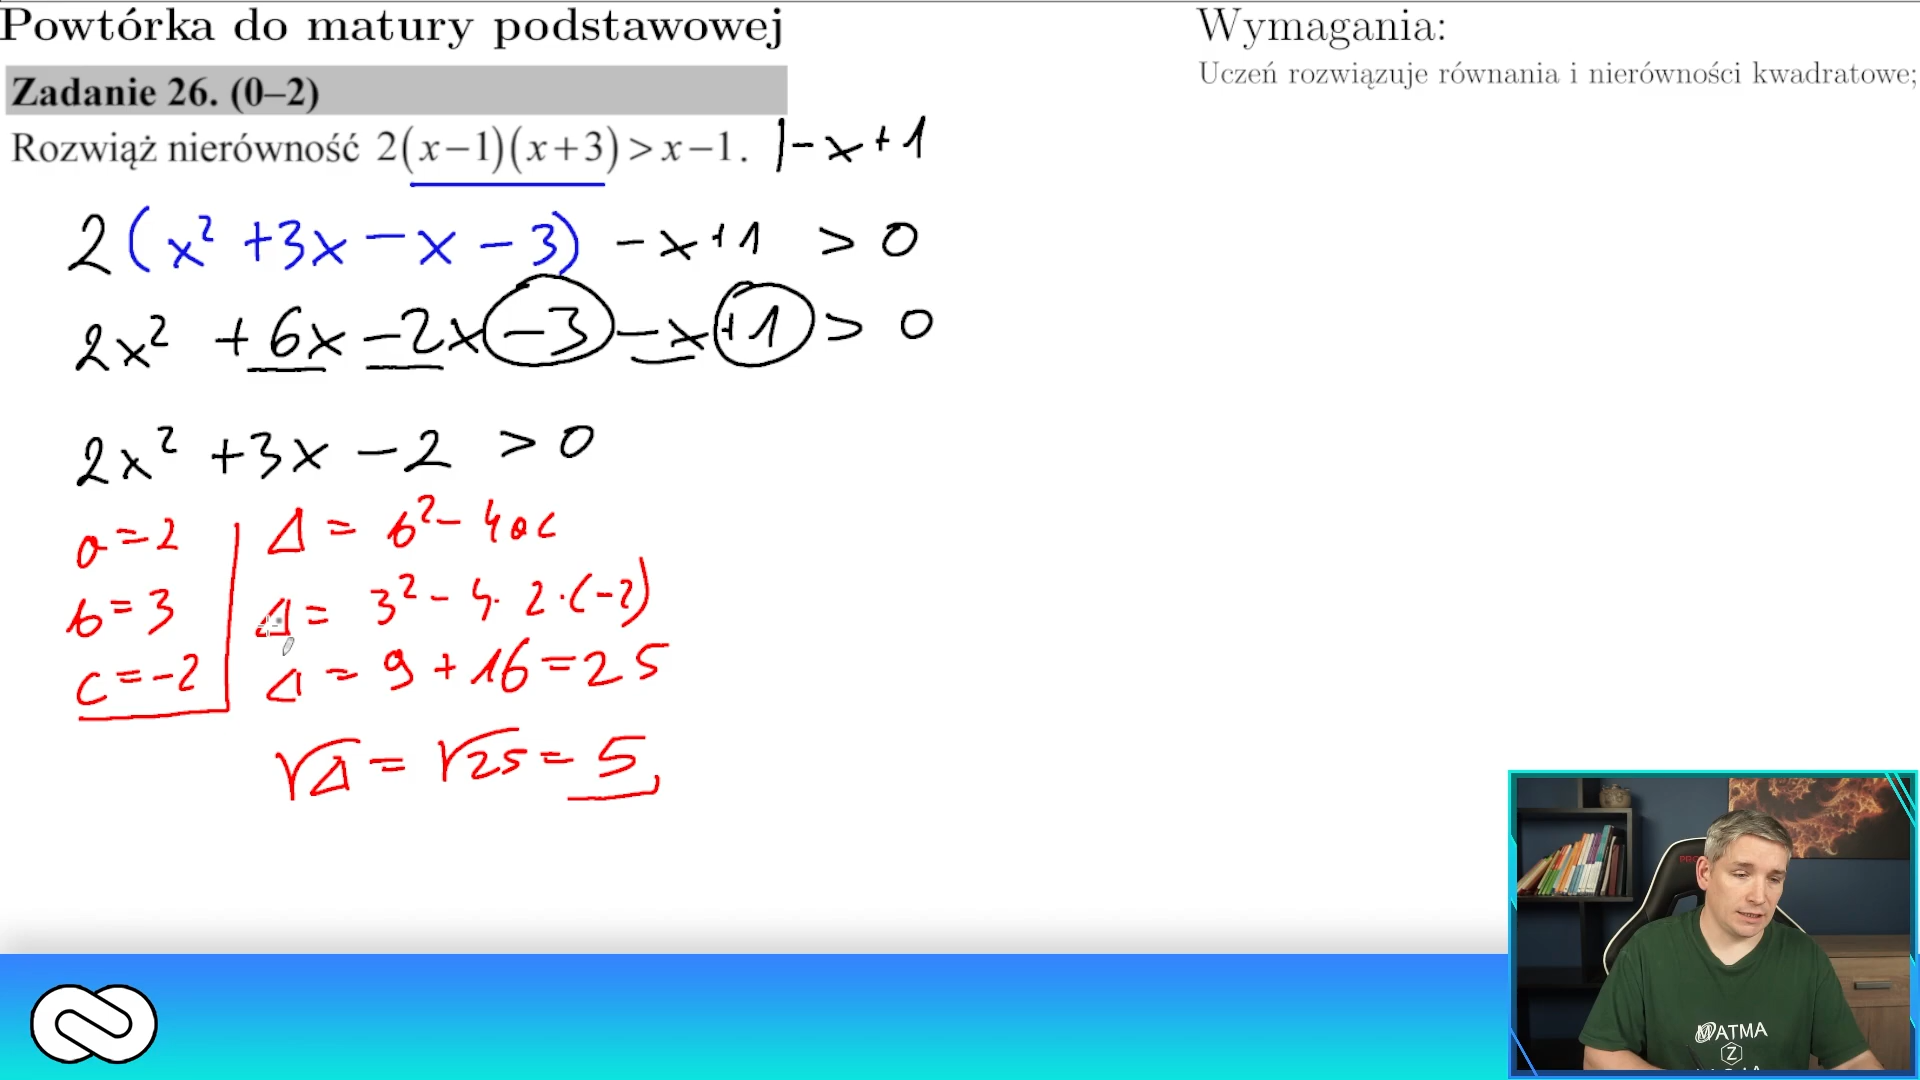 Powtórka do matury podstawowej
Wymagania:
Uczeń rozwiązuje równania i nierówności kwadratowe;
Zadanie 26. (0–2)
Rozwiąż nierówność 2(x−1)(x+3)>x−1. |−x+1
2(x² +3x −x −3) −x+1 > 0
2x² +6x −2x −3 −x +1 > 0
2x² +3x −2 > 0
a=2
b=3
c=−2
Δ = b²−4ac
Δ = 3²−4·2·(−2)
Δ = 9+16=25
√Δ = √25 = 5
MATMA
Z